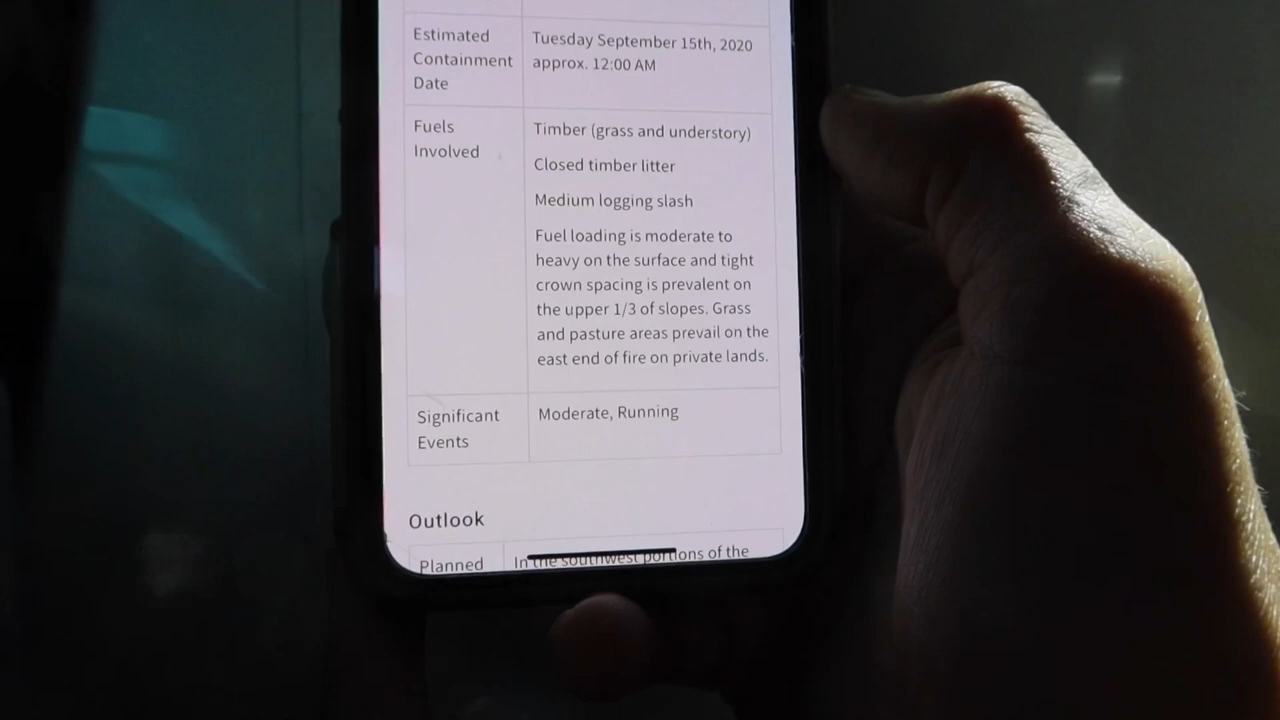 Estimated
Containment
Date
Tuesday September 15th, 2020
approx. 12:00 AM
Fuels
Involved
Timber (grass and understory)
Closed timber litter
Medium logging slash
Fuel loading is moderate to
heavy on the surface and tight
crown spacing is prevalent on
the upper 1/3 of slopes. Grass
and pasture areas prevail on the
east end of fire on private lands.
Significant
Events
Moderate, Running
Outlook
Planned
In the southwest portions of the